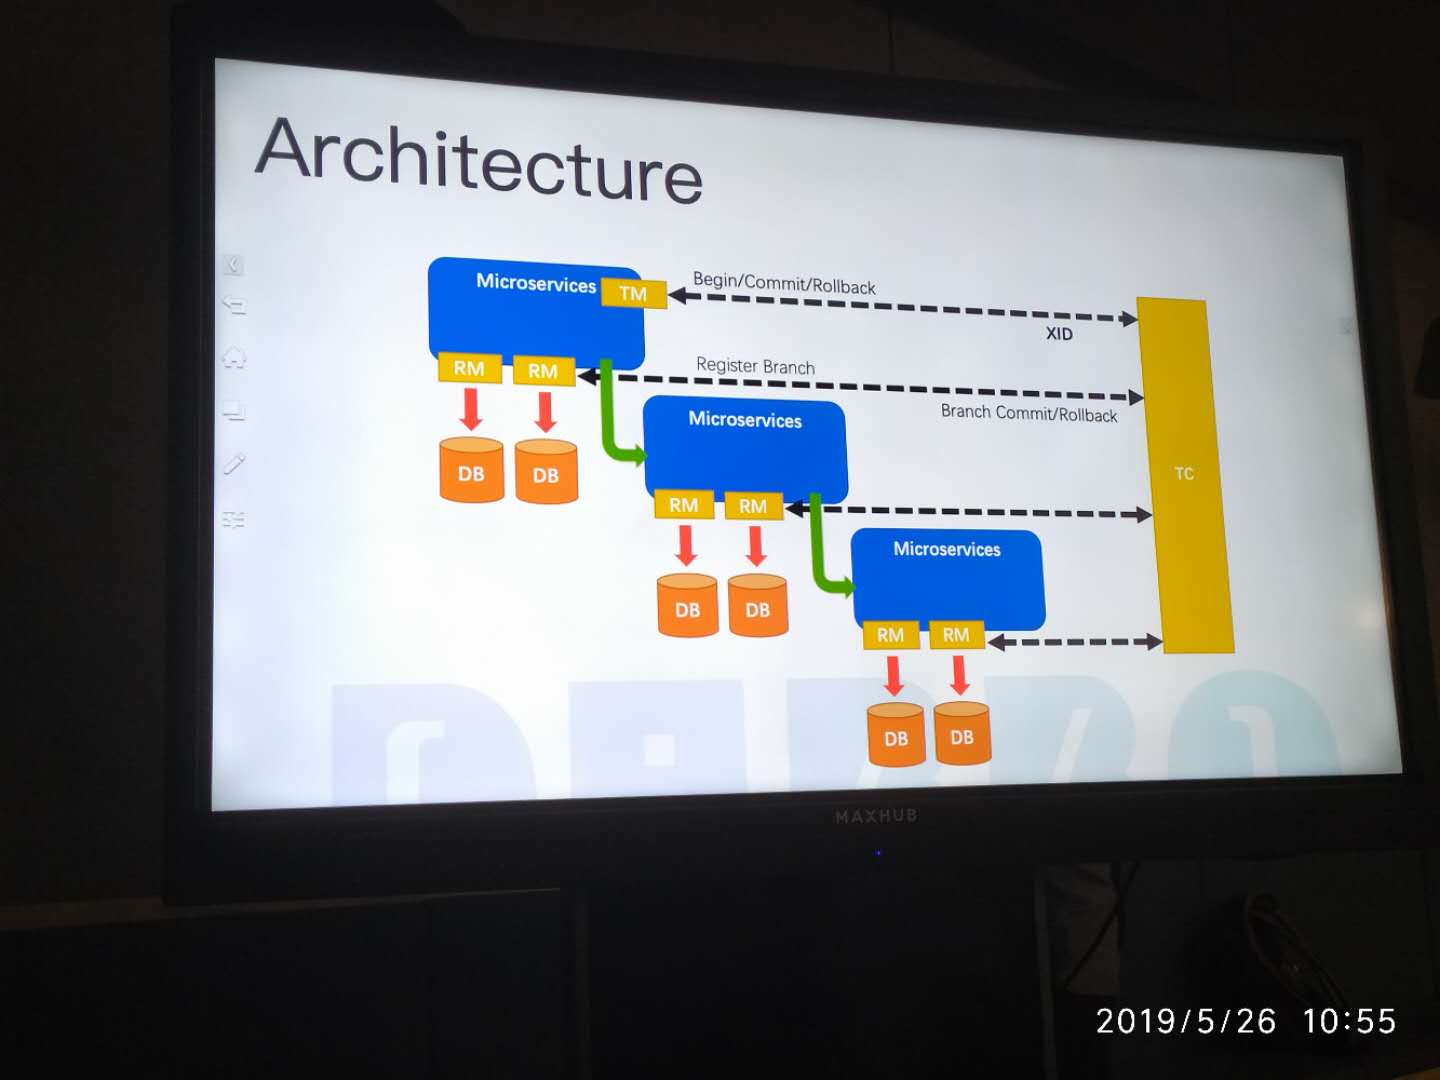 Architecture
Microservices
TM
Begin/Commit/Rollback
XID
RM
RM
Register Branch
Branch Commit/Rollback
DB
DB
Microservices
TC
RM
RM
DB
DB
Microservices
RM
RM
DB
DB
MAXHUB
2019/5/26 10:55